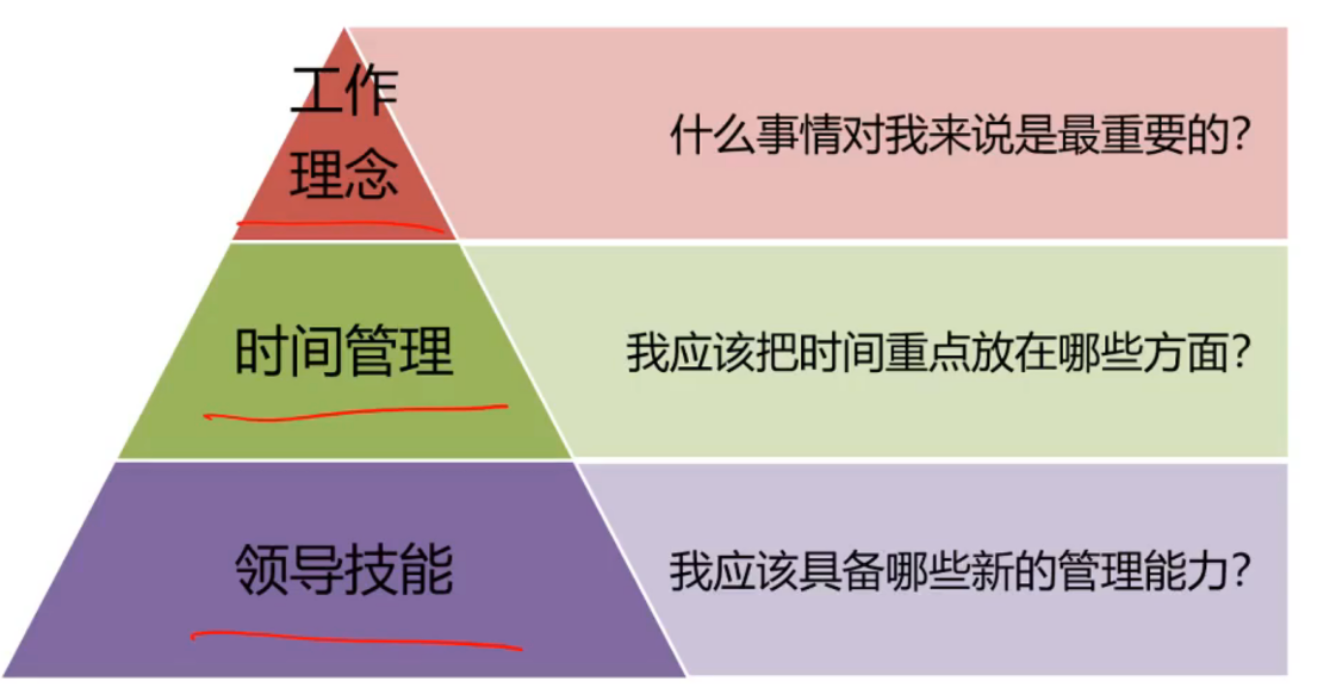 工作
理念
什么事情对我来说是最重要的?
时间管理
我应该把时间重点放在哪些方面?
领导技能
我应该具备哪些新的管理能力?